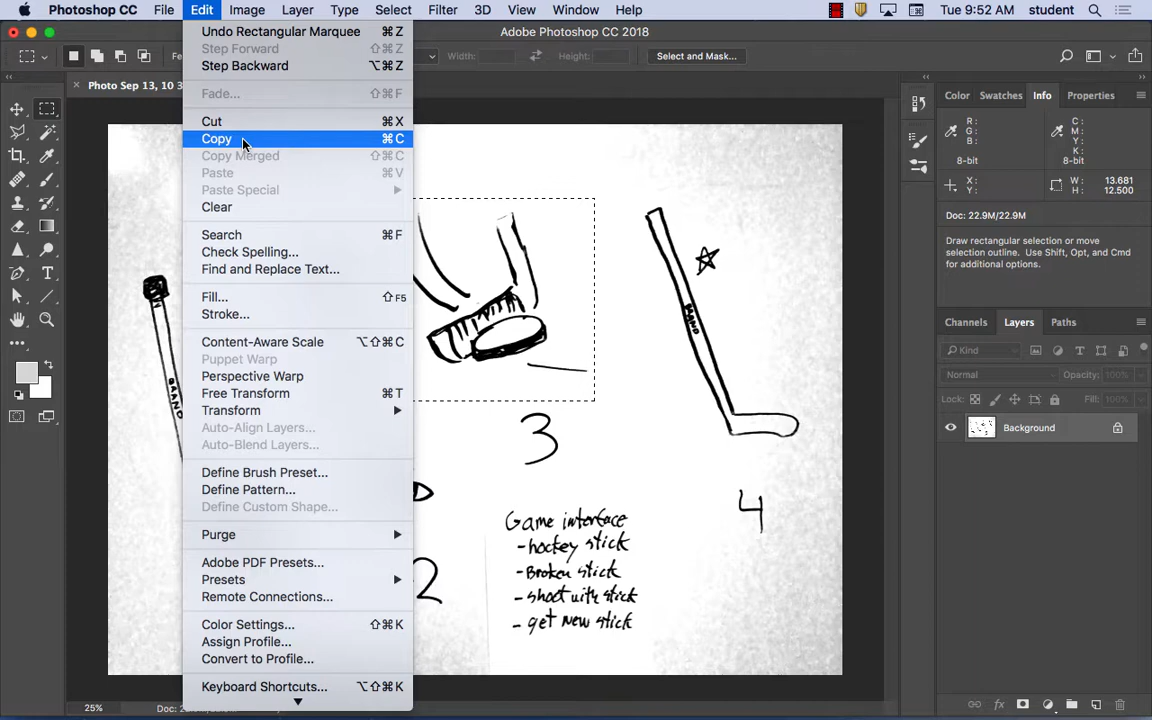 Photoshop CC File Edit Image Layer Type Select Filter 3D View Window Help Tue 9:52 AM student
Adobe Photoshop CC 2018
Width: Height: Select and Mask...
Photo Sep 13, 10 3
Undo Rectangular Marquee ⌘Z
Step Forward ⇧⌘Z
Step Backward ⌥⌘Z
Fade... ⇧⌘F
Cut ⌘X
Copy ⌘C
Copy Merged ⇧⌘C
Paste ⌘V
Paste Special
Clear
Search ⌘F
Check Spelling...
Find and Replace Text...
Fill... ⇧F5
Stroke...
Content-Aware Scale ⌥⇧⌘C
Puppet Warp
Perspective Warp
Free Transform ⌘T
Transform
Auto-Align Layers...
Auto-Blend Layers...
Define Brush Preset...
Define Pattern...
Define Custom Shape...
Purge
Adobe PDF Presets...
Presets
Remote Connections...
Color Settings... ⇧⌘K
Assign Profile...
Convert to Profile...
Keyboard Shortcuts... ⌥⇧⌘K
BRAND
BRAND
3
4
2
Game interface
- hockey stick
- Broken stick
- shoot with stick
- get new stick
Color Swatches Info Properties
R: C:
G: M:
B: Y:
K:
8-bit 8-bit
X: W: 13.681
Y: H: 12.500
Doc: 22.9M/22.9M
Draw rectangular selection or move
selection outline. Use Shift, Opt, and Cmd
for additional options.
Channels Layers Paths
Kind
Normal Opacity: 100%
Lock: Fill: 100%
Background
25% Doc: 2